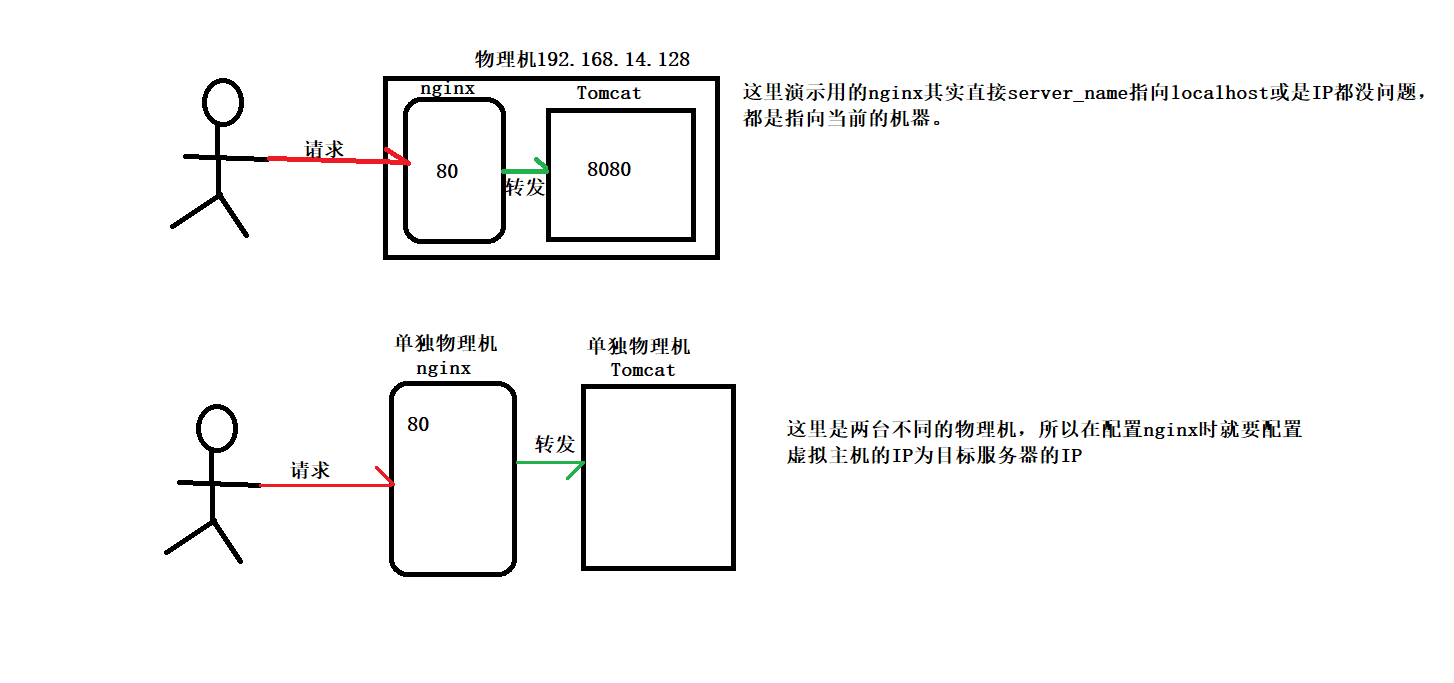 物理机192.168.14.128
nginx
Tomcat
请求
80
转发
8080
这里演示用的nginx其实直接server_name指向localhost或是IP都没问题，
都是指向当前的机器。
单独物理机
nginx
单独物理机
Tomcat
请求
80
转发
这里是两台不同的物理机，所以在配置nginx时就要配置
虚拟主机的IP为目标服务器的IP